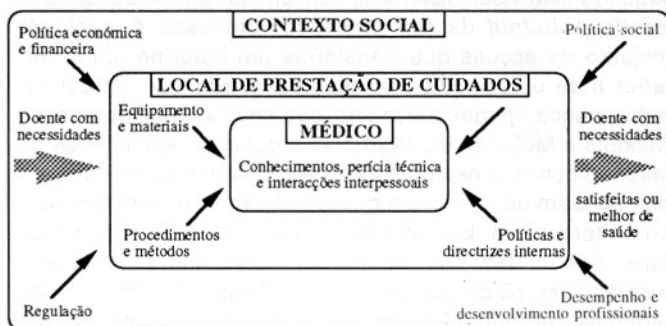 CONTEXTO SOCIAL
Política económica
e financeira
Política social
LOCAL DE PRESTAÇÃO DE CUIDADOS
Equipamento
e materiais
MÉDICO
Doente com
necessidades
Conhecimentos, perícia técnica
e interacções interpessoais
Doente com
necessidades
satisfeitas ou
melhor de
saúde
Procedimentos
e métodos
Políticas e
directrizes internas
Regulação
Desempenho e
desenvolvimento profissionais